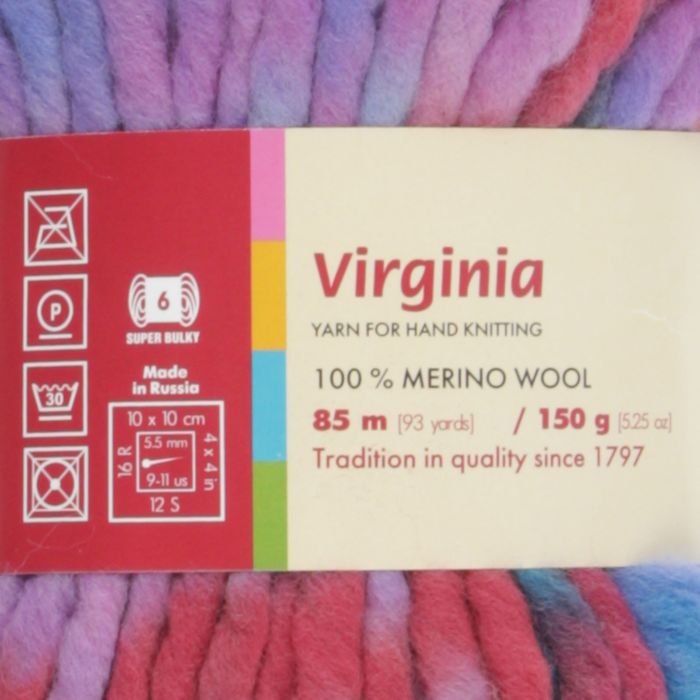 P
30
6
SUPER BULKY
Made
in Russia
10 x 10 cm
16 R
5.5 mm
9-11 us
4 x 4 in
12 S
Virginia
YARN FOR HAND KNITTING
100 % MERINO WOOL
85 m [93 yards] / 150 g [5.25 oz]
Tradition in quality since 1797